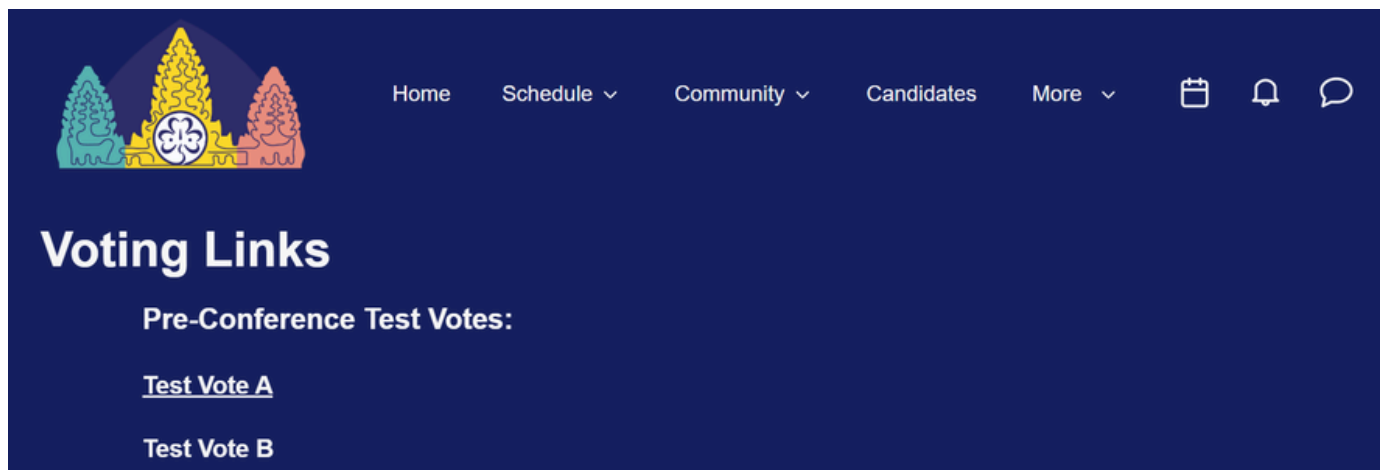 Home Schedule Community Candidates More
Voting Links
Pre-Conference Test Votes:
Test Vote A
Test Vote B